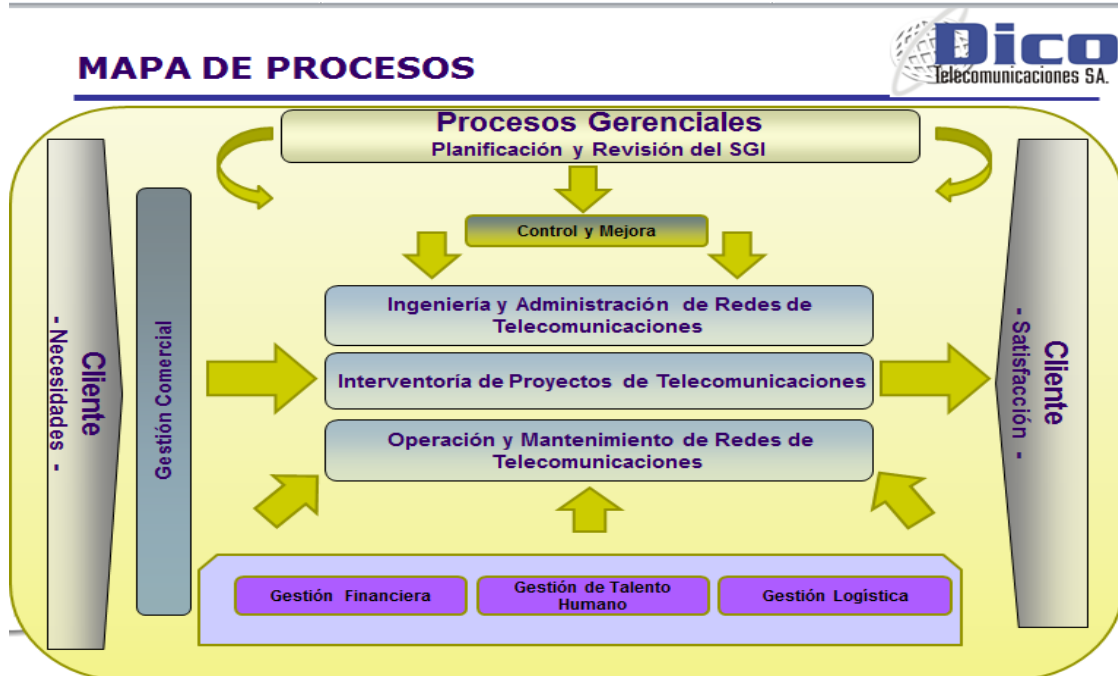 Dico
Telecomunicaciones SA.
MAPA DE PROCESOS
Procesos Gerenciales
Planificación y Revisión del SGI
Control y Mejora
Cliente
- Necesidades -
Gestión Comercial
Ingeniería y Administración de Redes de
Telecomunicaciones
Interventoría de Proyectos de Telecomunicaciones
Operación y Mantenimiento de Redes de
Telecomunicaciones
Cliente
- Satisfacción -
Gestión Financiera
Gestión de Talento
Humano
Gestión Logística